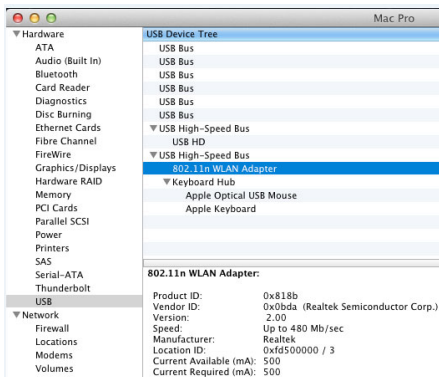 Mac Pro
▼Hardware
ATA
Audio (Built In)
Bluetooth
Card Reader
Diagnostics
Disc Burning
Ethernet Cards
Fibre Channel
FireWire
Graphics/Displays
Hardware RAID
Memory
PCI Cards
Parallel SCSI
Power
Printers
SAS
Serial-ATA
Thunderbolt
USB
▼Network
Firewall
Locations
Modems
Volumes
USB Device Tree
USB Bus
USB Bus
USB Bus
USB Bus
USB Bus
USB Bus
▼USB High-Speed Bus
USB HD
▼USB High-Speed Bus
802.11n WLAN Adapter
▼Keyboard Hub
Apple Optical USB Mouse
Apple Keyboard
802.11n WLAN Adapter:
Product ID: 0x818b
Vendor ID: 0x0bda (Realtek Semiconductor Corp.)
Version: 2.00
Speed: Up to 480 Mb/sec
Manufacturer: Realtek
Location ID: 0xfd500000 / 3
Current Available (mA): 500
Current Required (mA): 500